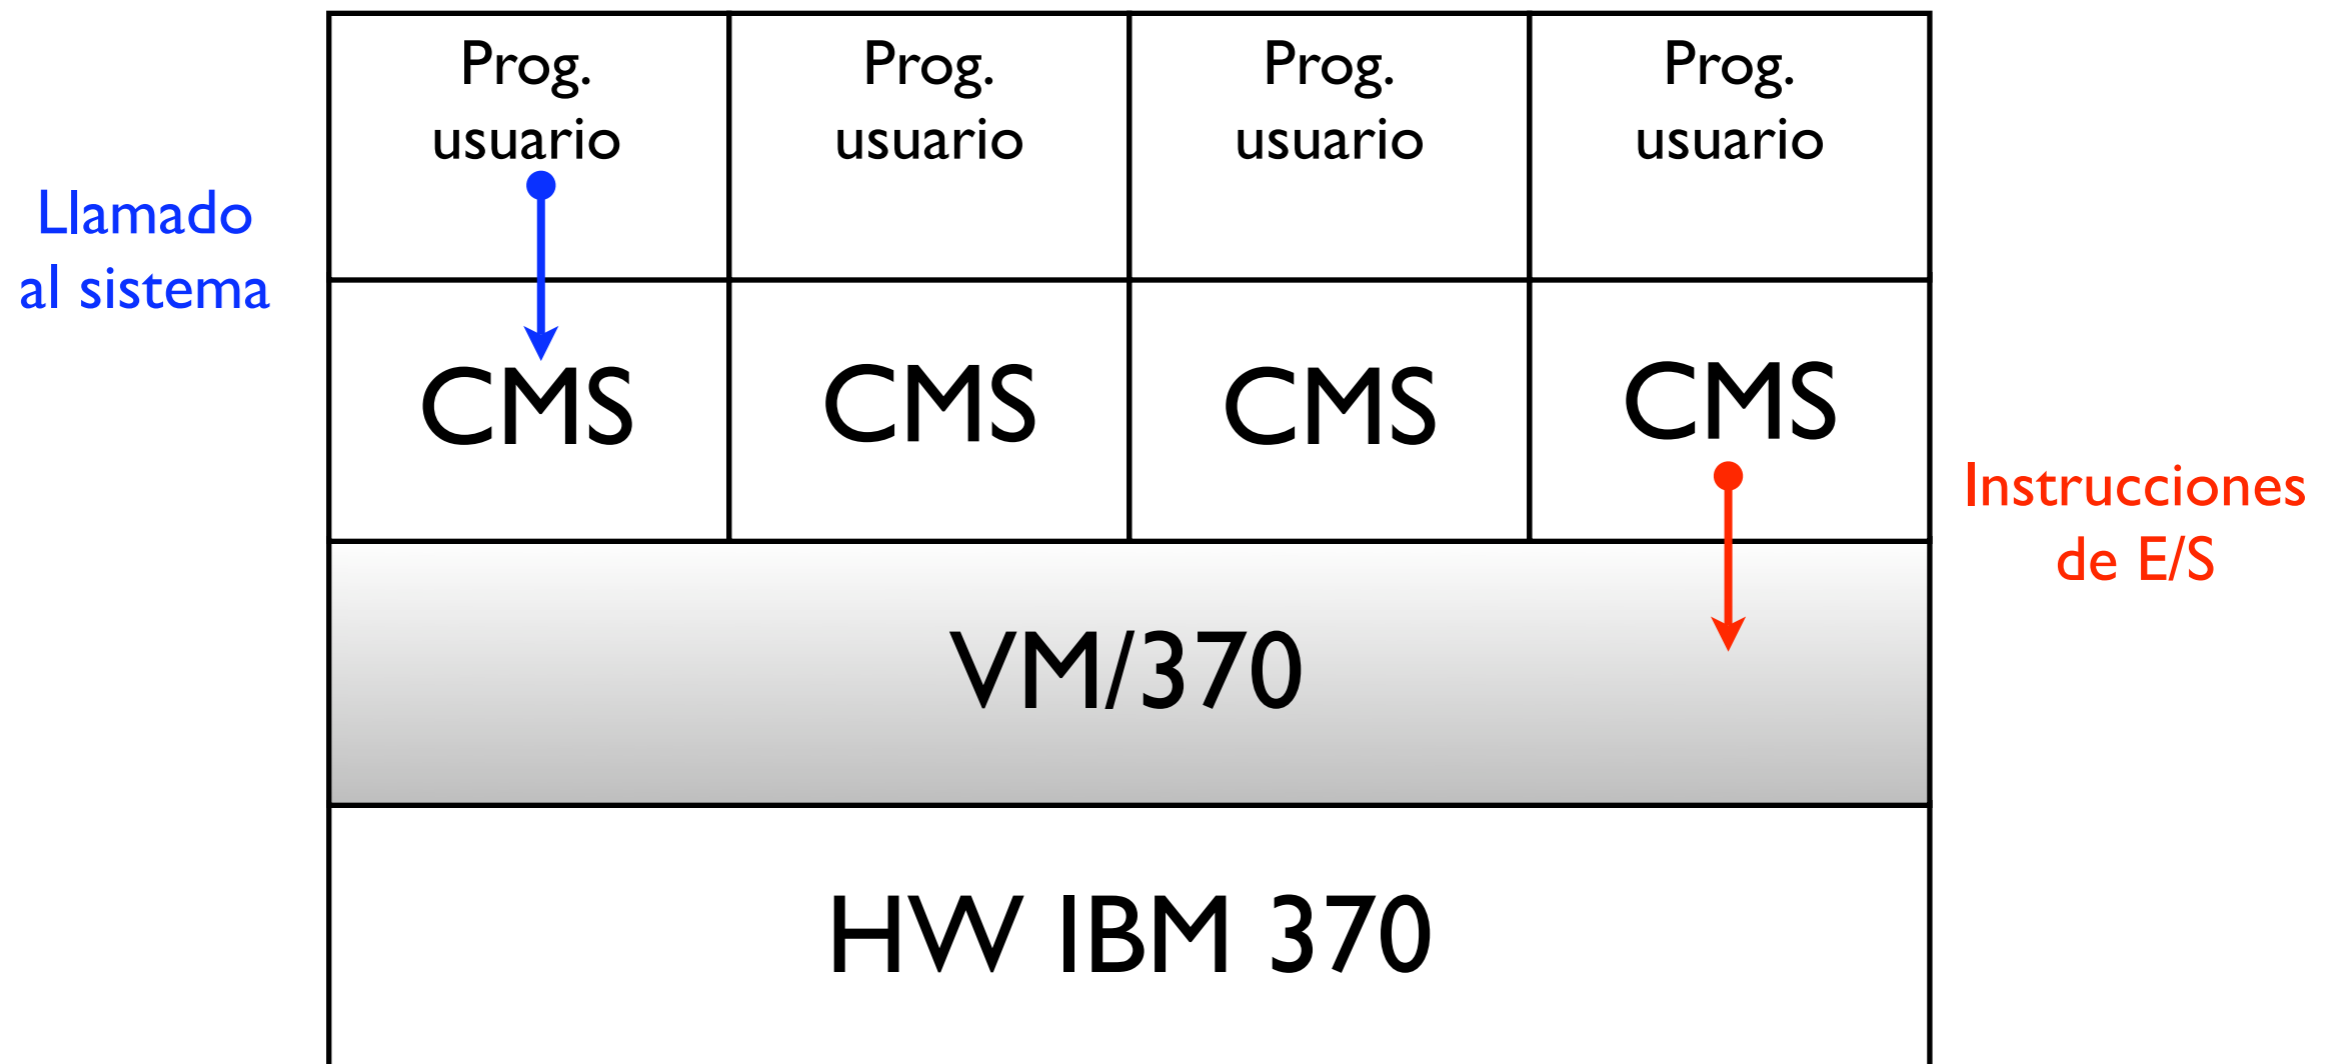 Prog.
usuario
Prog.
usuario
Prog.
usuario
Prog.
usuario
Llamado
al sistema
CMS
CMS
CMS
CMS
Instrucciones
de E/S
VM/370
HW IBM 370